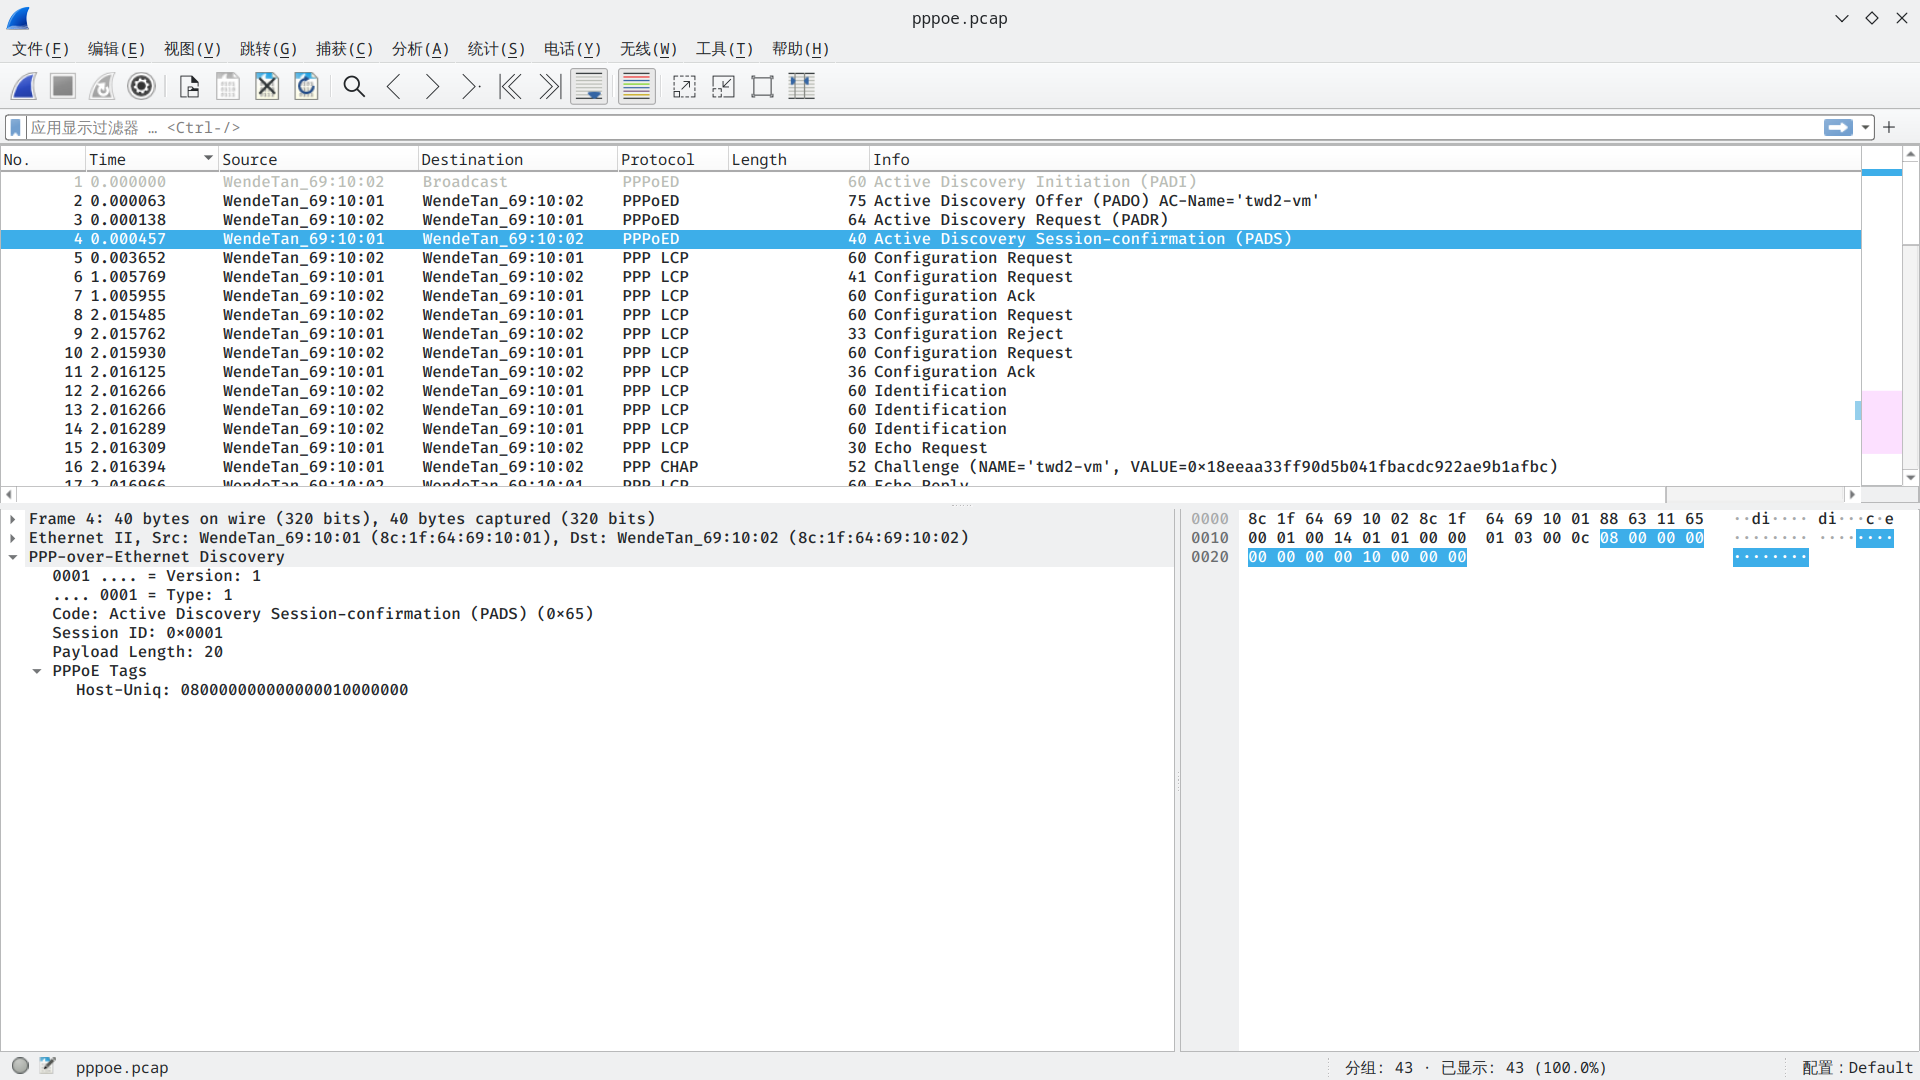 pppoe.pcap
文件(F) 编辑(E) 视图(V) 跳转(G) 捕获(C) 分析(A) 统计(S) 电话(Y) 无线(W) 工具(T) 帮助(H)
应用显示过滤器 … <Ctrl-/>
No. Time Source Destination Protocol Length Info
1 0.000000 WendeTan_69:10:02 Broadcast PPPoED 60 Active Discovery Initiation (PADI)
2 0.000063 WendeTan_69:10:01 WendeTan_69:10:02 PPPoED 75 Active Discovery Offer (PADO) AC-Name='twd2-vm'
3 0.000138 WendeTan_69:10:02 WendeTan_69:10:01 PPPoED 64 Active Discovery Request (PADR)
4 0.000457 WendeTan_69:10:01 WendeTan_69:10:02 PPPoED 40 Active Discovery Session-confirmation (PADS)
5 0.003652 WendeTan_69:10:02 WendeTan_69:10:01 PPP LCP 60 Configuration Request
6 1.005769 WendeTan_69:10:01 WendeTan_69:10:02 PPP LCP 41 Configuration Request
7 1.005955 WendeTan_69:10:02 WendeTan_69:10:01 PPP LCP 60 Configuration Ack
8 2.015485 WendeTan_69:10:02 WendeTan_69:10:01 PPP LCP 60 Configuration Request
9 2.015762 WendeTan_69:10:01 WendeTan_69:10:02 PPP LCP 33 Configuration Reject
10 2.015930 WendeTan_69:10:02 WendeTan_69:10:01 PPP LCP 60 Configuration Request
11 2.016125 WendeTan_69:10:01 WendeTan_69:10:02 PPP LCP 36 Configuration Ack
12 2.016266 WendeTan_69:10:02 WendeTan_69:10:01 PPP LCP 60 Identification
13 2.016266 WendeTan_69:10:02 WendeTan_69:10:01 PPP LCP 60 Identification
14 2.016289 WendeTan_69:10:02 WendeTan_69:10:01 PPP LCP 60 Identification
15 2.016309 WendeTan_69:10:01 WendeTan_69:10:02 PPP LCP 30 Echo Request
16 2.016394 WendeTan_69:10:01 WendeTan_69:10:02 PPP CHAP 52 Challenge (NAME='twd2-vm', VALUE=0x18eeaa33ff90d5b041fbacdc922ae9b1afbc)
17 2.016966 WendeTan_69:10:02 WendeTan_69:10:01 PPP LCP 60 Echo Reply
Frame 4: 40 bytes on wire (320 bits), 40 bytes captured (320 bits)
Ethernet II, Src: WendeTan_69:10:01 (8c:1f:64:69:10:01), Dst: WendeTan_69:10:02 (8c:1f:64:69:10:02)
PPP-over-Ethernet Discovery
0001 .... = Version: 1
.... 0001 = Type: 1
Code: Active Discovery Session-confirmation (PADS) (0x65)
Session ID: 0x0001
Payload Length: 20
PPPoE Tags
Host-Uniq: 080000000000000010000000
0000 8c 1f 64 69 10 02 8c 1f 64 69 10 01 88 63 11 65 ··di···· di···c·e
0010 00 01 00 14 01 01 00 00 01 03 00 0c 08 00 00 00 ········ ········
0020 00 00 00 00 10 00 00 00 ········
pppoe.pcap
分组: 43 · 已显示: 43 (100.0%)
配置：Default